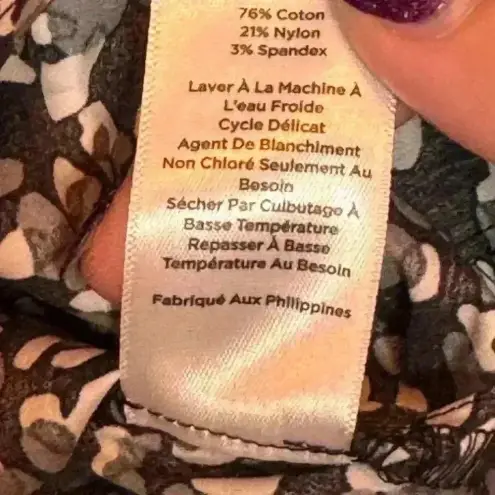 76% Coton
21% Nylon
3% Spandex
Laver À La Machine À
L'eau Froide
Cycle Délicat
Agent De Blanchiment
Non Chloré Seulement Au
Besoin
Sécher Par Culbutago À
Basse Température
Repasser À Basse
Température Au Besoin
Fabriqué Aux Philippines